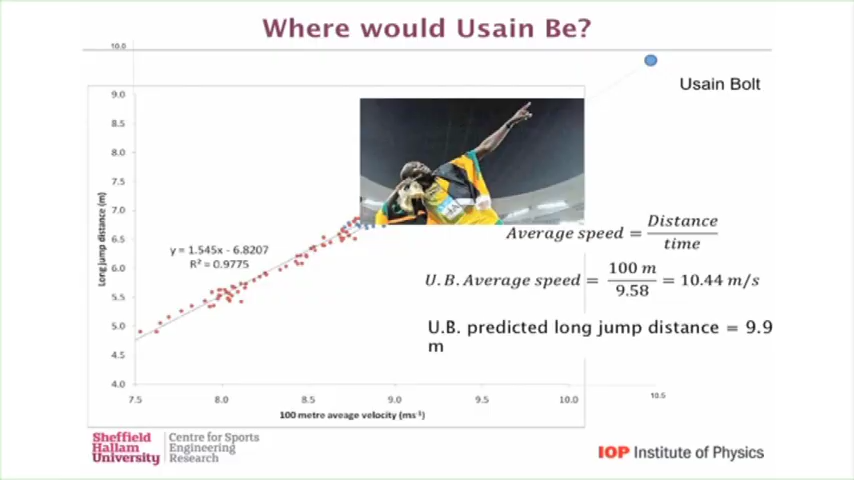 Where would Usain Be?
10.0
Usain Bolt
9.0
8.5
8.0
7.5
7.0
6.5
6.0
5.5
5.0
4.5
4.0
Long jump distance (m)
y = 1.545x - 6.8207
R² = 0.9775
7.5 8.0 8.5 9.0 9.5 10.0 10.5
100 metre aveage velocity (ms⁻¹)
Average speed = Distance / time
U.B. Average speed = 100 m / 9.58 = 10.44 m/s
U.B. predicted long jump distance = 9.9
m
Sheffield
Hallam
University
Centre for Sports
Engineering
Research
IOP Institute of Physics